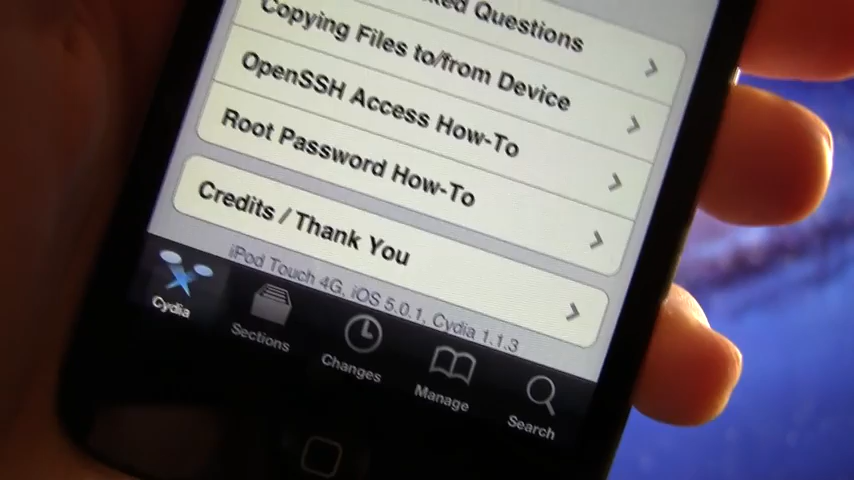 Questions
Copying Files to/from Device
OpenSSH Access How-To
Root Password How-To
Credits / Thank You
iPod Touch 4G, iOS 5.0.1, Cydia 1.1.3
Cydia
Sections
Changes
Manage
Search